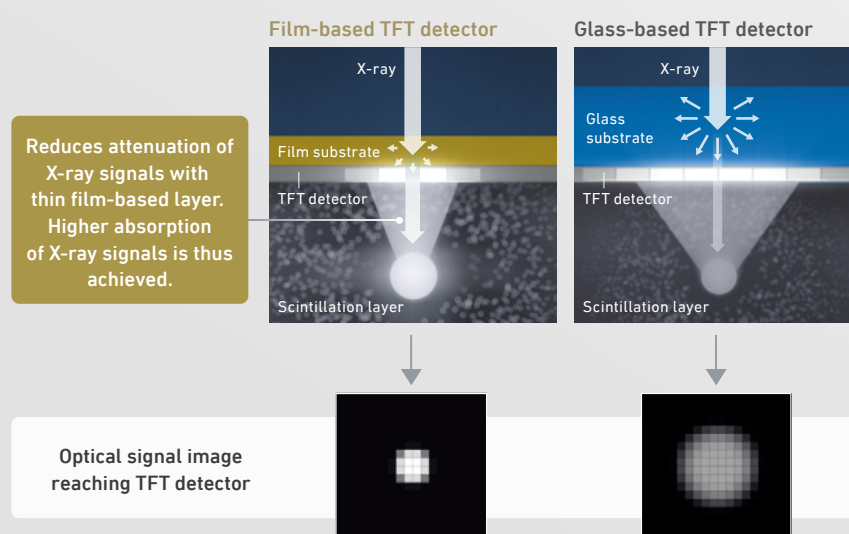 Film-based TFT detector
Glass-based TFT detector
X-ray
X-ray
Reduces attenuation of
X-ray signals with
thin film-based layer.
Higher absorption
of X-ray signals is thus
achieved.
Film substrate
TFT detector
Scintillation layer
Glass
substrate
TFT detector
Scintillation layer
Optical signal image
reaching TFT detector